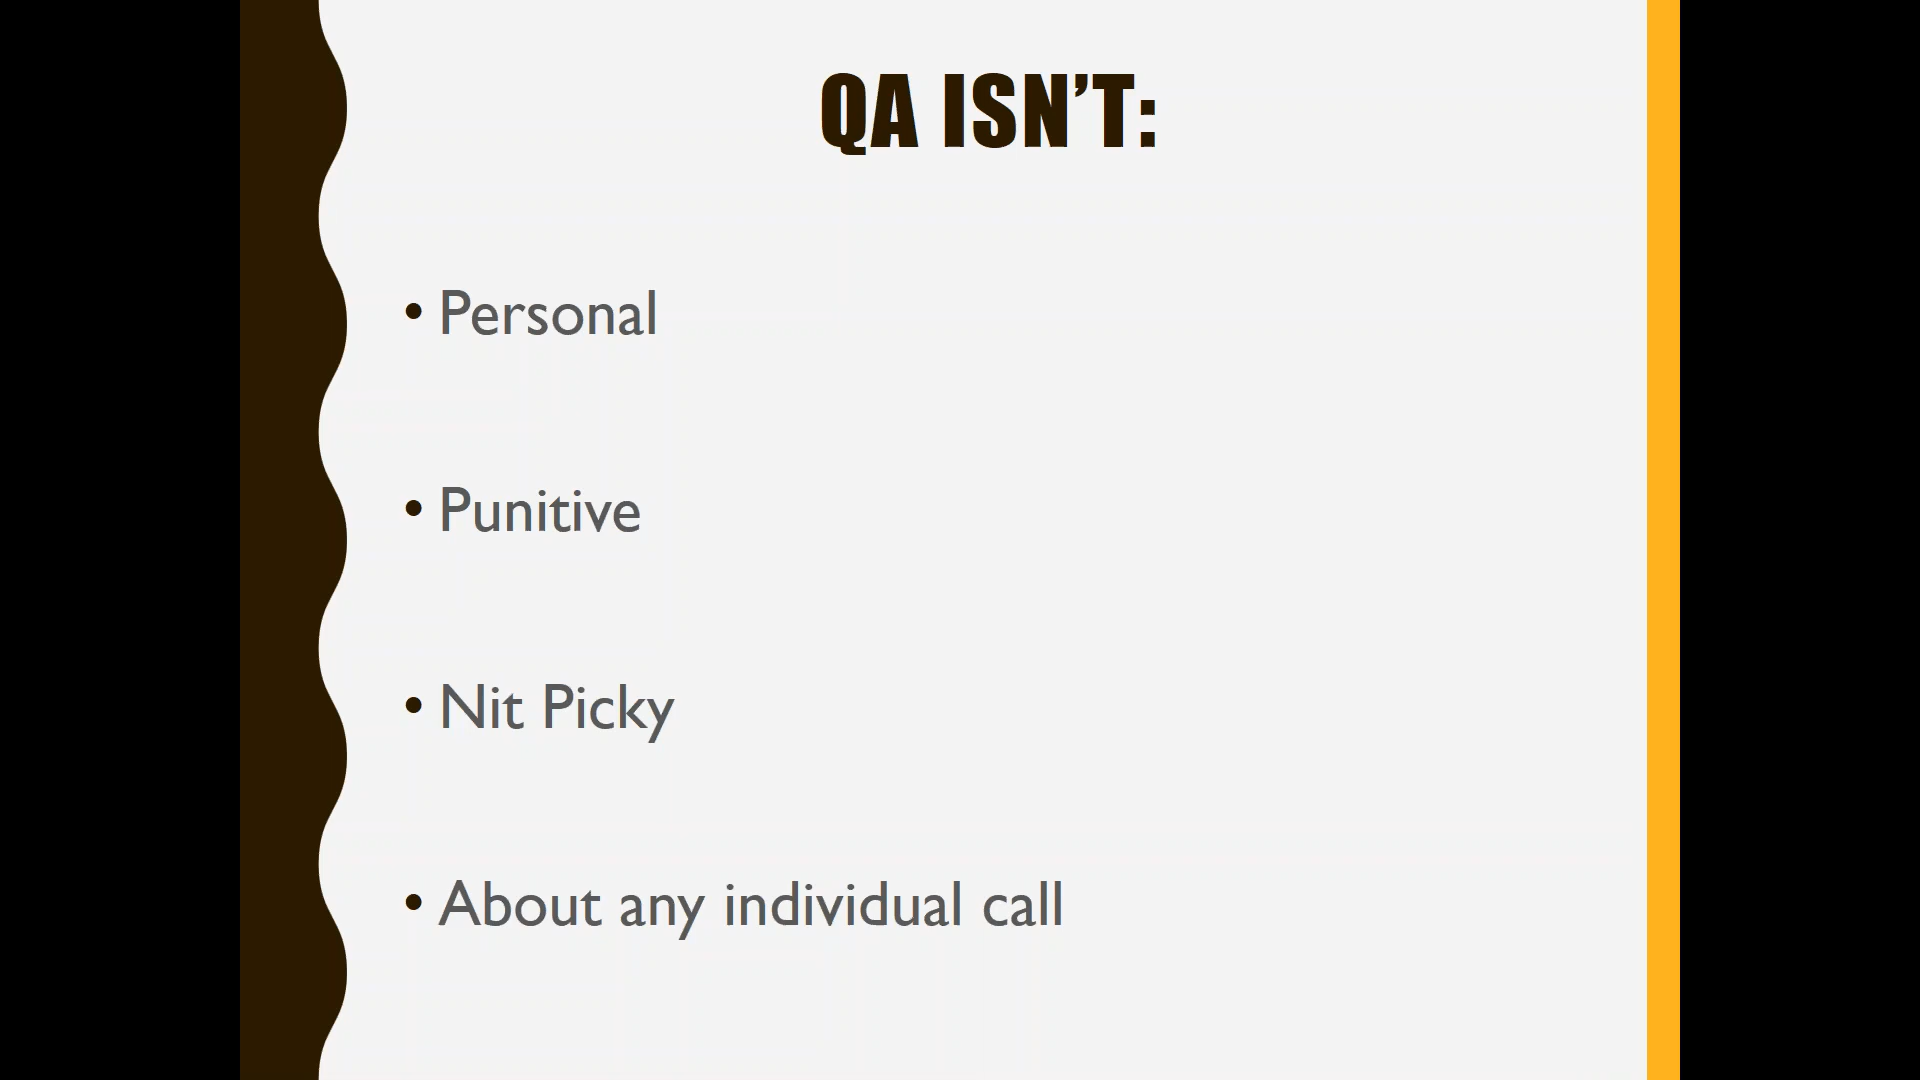 QA ISN’T:
• Personal
• Punitive
• Nit Picky
• About any individual call